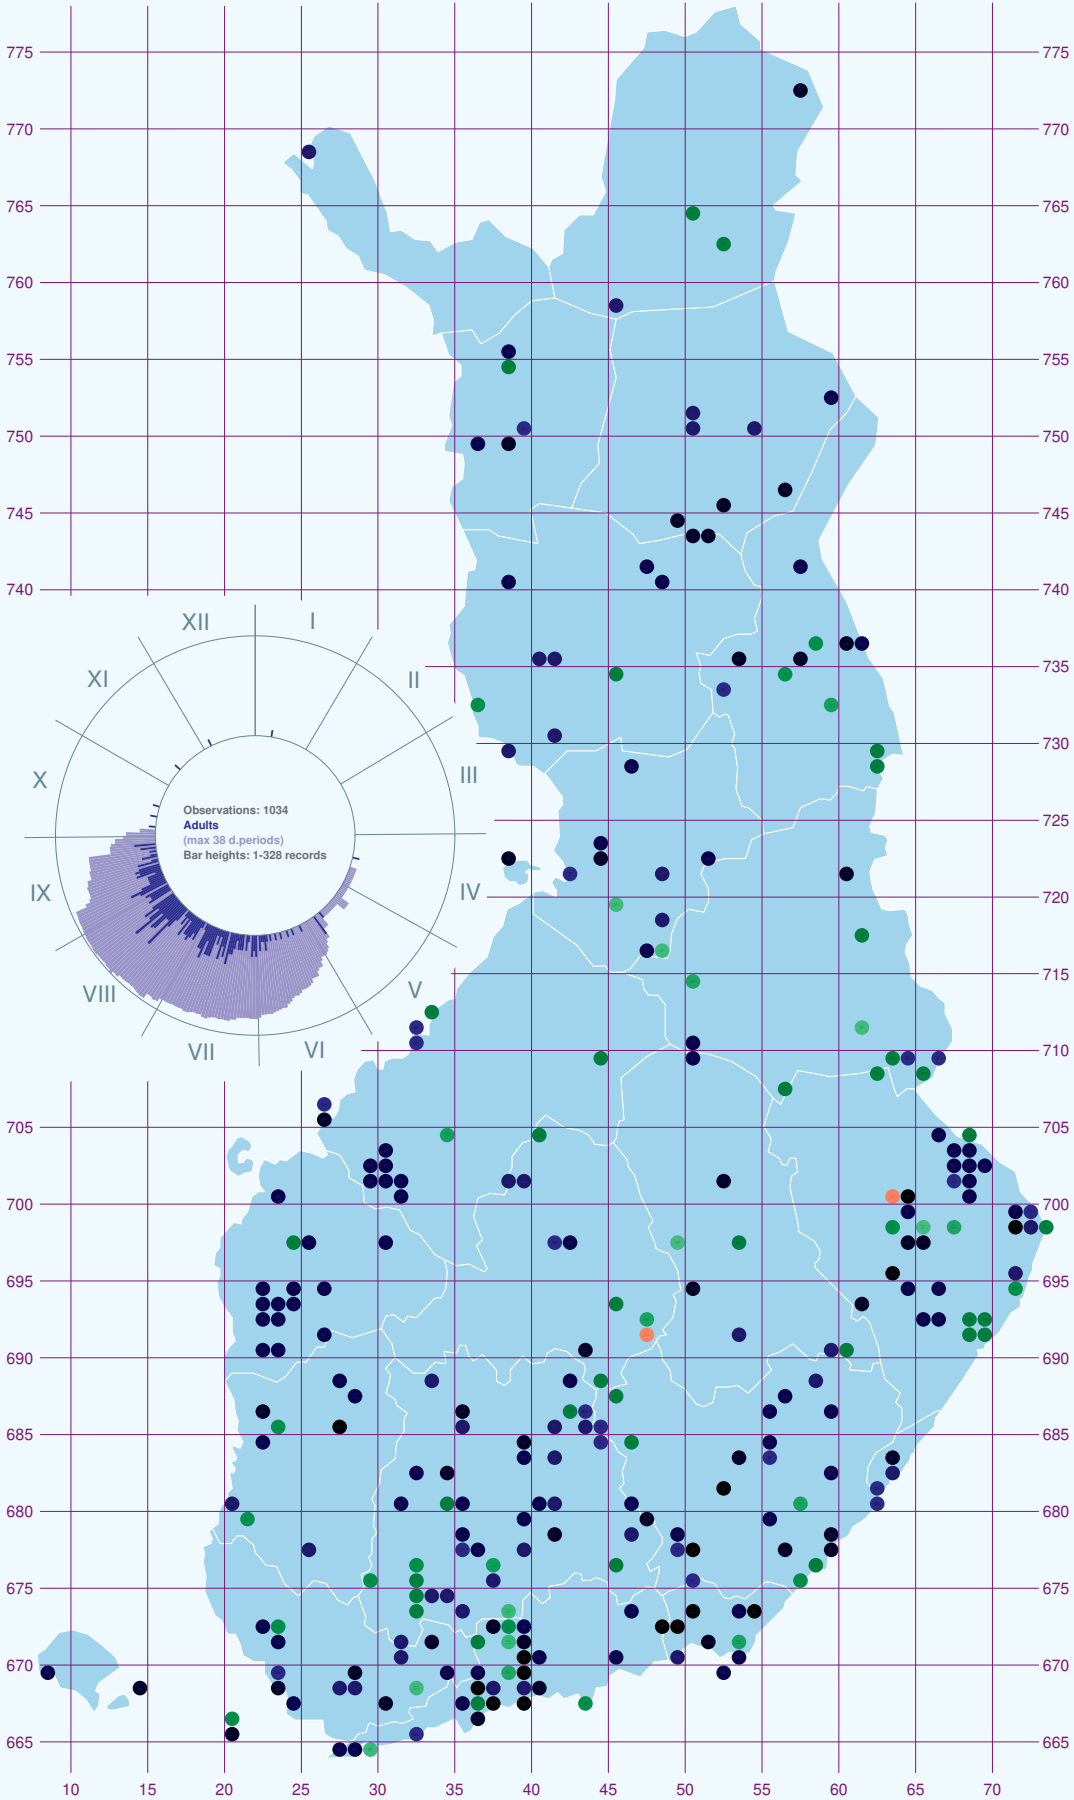 775 775
770 770
765 765
760 760
755 755
750 750
745 745
740 740
XII I
XI II
735 735
730 730
X III
Observations: 1034
Adults
(max 38 d.periods)
Bar heights: 1-328 records
725 725
IX IV
720 720
VIII V
715 715
VII VI
710 710
705 705
700 700
695 695
690 690
685 685
680 680
675 675
670 670
665 665
10 15 20 25 30 35 40 45 50 55 60 65 70